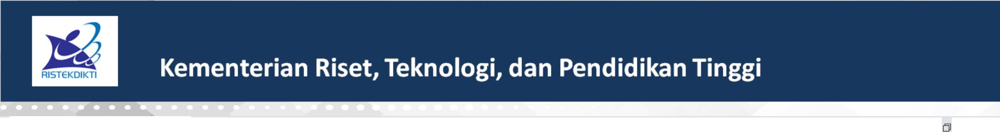 RISTEKDIKTI
Kementerian Riset, Teknologi, dan Pendidikan Tinggi